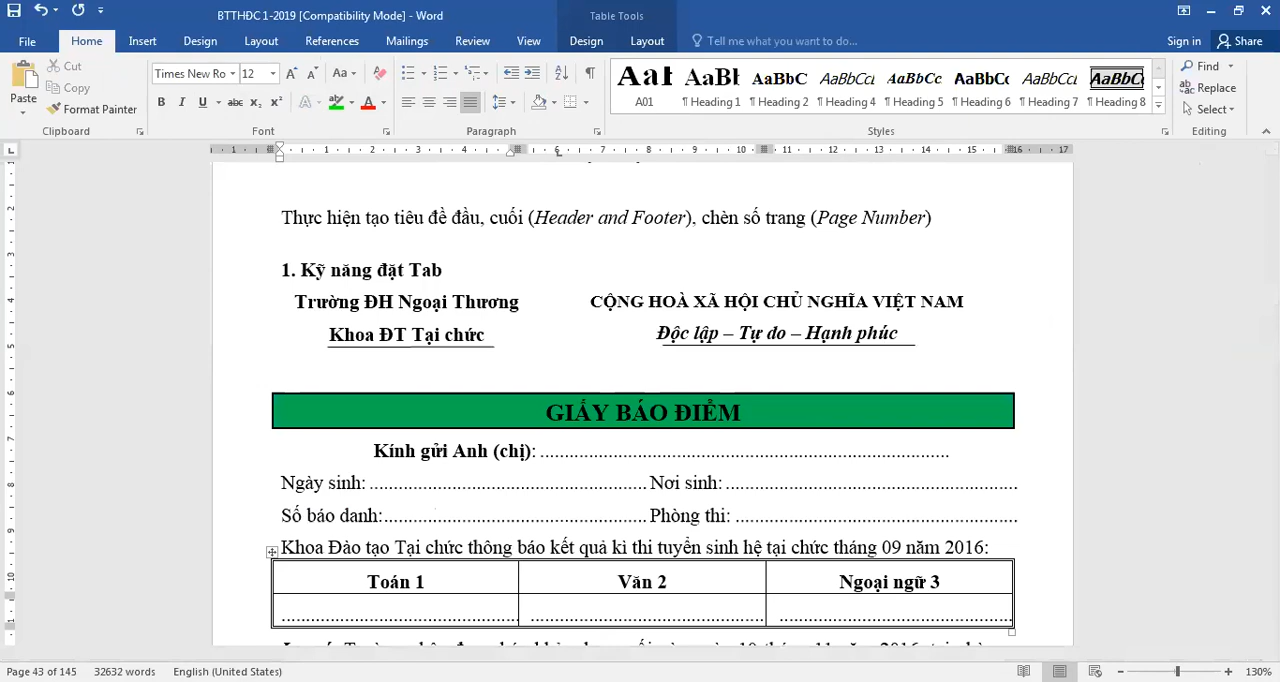 BTTHĐC 1-2019 [Compatibility Mode] - Word
Table Tools
File Home Insert Design Layout References Mailings Review View Design Layout Tell me what you want to do... Sign in Share
Paste
Cut
Copy
Format Painter
Clipboard
Times New Ro 12
Font
Paragraph
AaI AaBl AaBbC AaBbCc AaBbCc AaBbCc AaBbCc AaBbCc
A01 ¶ Heading 1 ¶ Heading 2 ¶ Heading 4 ¶ Heading 5 ¶ Heading 6 ¶ Heading 7 ¶ Heading 8
Styles
Find
Replace
Select
Editing
Thực hiện tạo tiêu đề đầu, cuối (Header and Footer), chèn số trang (Page Number)
1. Kỹ năng đặt Tab
Trường ĐH Ngoại Thương CỘNG HOÀ XÃ HỘI CHỦ NGHĨA VIỆT NAM
Khoa ĐT Tại chức Độc lập – Tự do – Hạnh phúc
GIẤY BÁO ĐIỂM
Kính gửi Anh (chị): ....................................................................................
Ngày sinh: ......................................................... Nơi sinh: ............................................................
Số báo danh:...................................................... Phòng thi: ..........................................................
Khoa Đào tạo Tại chức thông báo kết quả kì thi tuyển sinh hệ tại chức tháng 09 năm 2016:
Toán 1 Văn 2 Ngoại ngữ 3
................................................. ................................................ ................................................
Page 43 of 145 32632 words English (United States) 130%